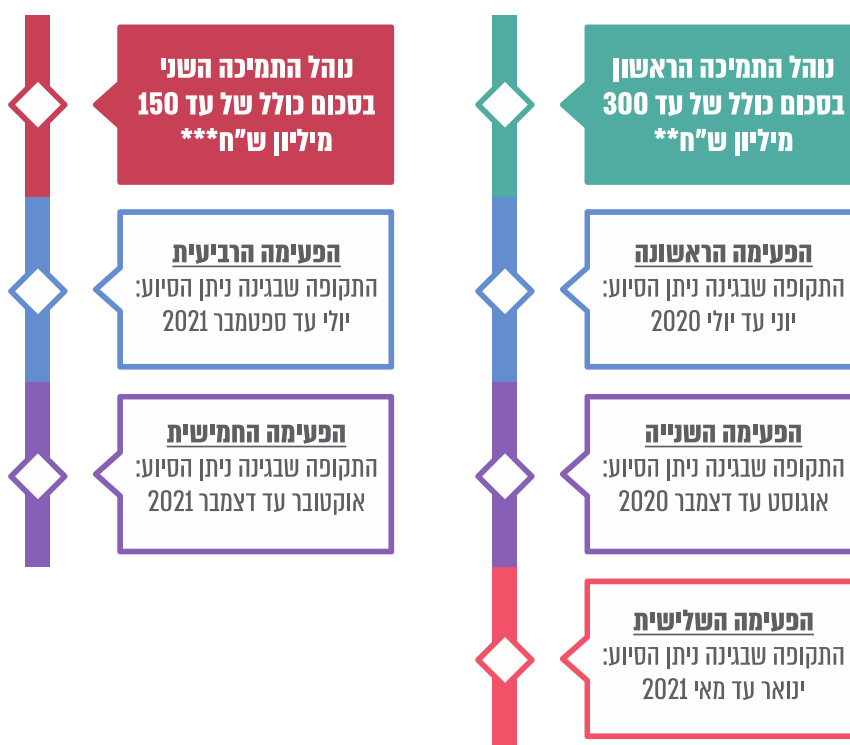 נוהל התמיכה הראשון
בסכום כולל של עד 300
מיליון ש"ח**
הפעימה הראשונה
התקופה שבגינה ניתן הסיוע:
יוני עד יולי 2020
הפעימה השנייה
התקופה שבגינה ניתן הסיוע:
אוגוסט עד דצמבר 2020
הפעימה השלישית
התקופה שבגינה ניתן הסיוע:
ינואר עד מאי 2021
נוהל התמיכה השני
בסכום כולל של עד 150
מיליון ש"ח***
הפעימה הרביעית
התקופה שבגינה ניתן הסיוע:
יולי עד ספטמבר 2021
הפעימה החמישית
התקופה שבגינה ניתן הסיוע:
אוקטובר עד דצמבר 2021